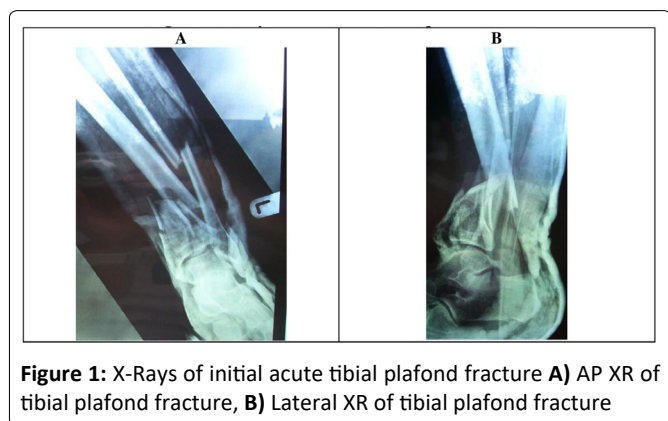 A
B
L
Figure 1: X-Rays of initial acute tibial plafond fracture A) AP XR of
tibial plafond fracture, B) Lateral XR of tibial plafond fracture